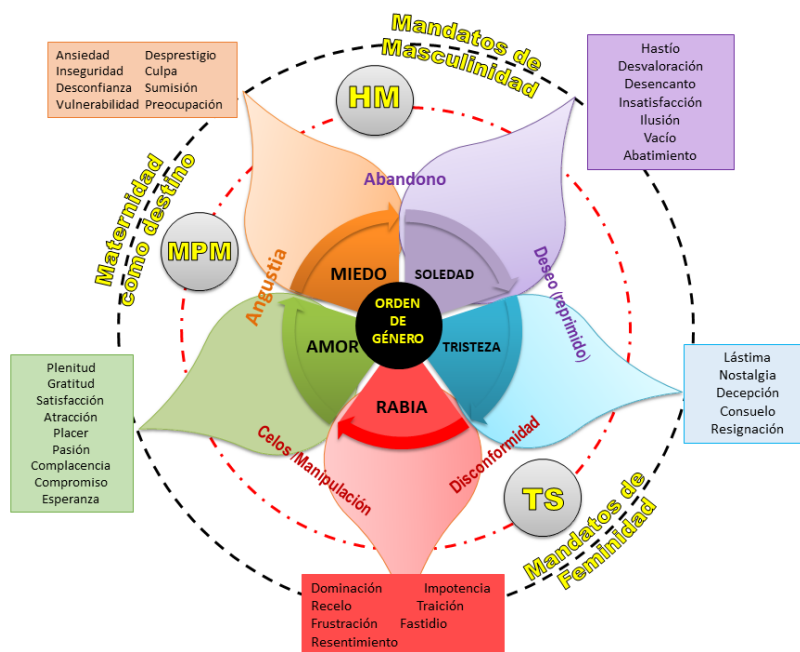 Mandatos de
Masculinidad
Ansiedad Desprestigio
Inseguridad Culpa
Desconfianza Sumisión
Vulnerabilidad Preocupación
Hastío
Desvaloración
Desencanto
Insatisfacción
Ilusión
Vacío
Abatimiento
HM
Maternidad
como destino
MPM
Abandono
Angustia
Deseo (reprimido)
MIEDO
SOLEDAD
ORDEN
DE
GÉNERO
AMOR
TRISTEZA
RABIA
Plenitud
Gratitud
Satisfacción
Atracción
Placer
Pasión
Complacencia
Compromiso
Esperanza
Lástima
Nostalgia
Decepción
Consuelo
Resignación
Celos /Manipulación
Disconformidad
TS
Mandatos de
Feminidad
Dominación Impotencia
Recelo Traición
Frustración Fastidio
Resentimiento